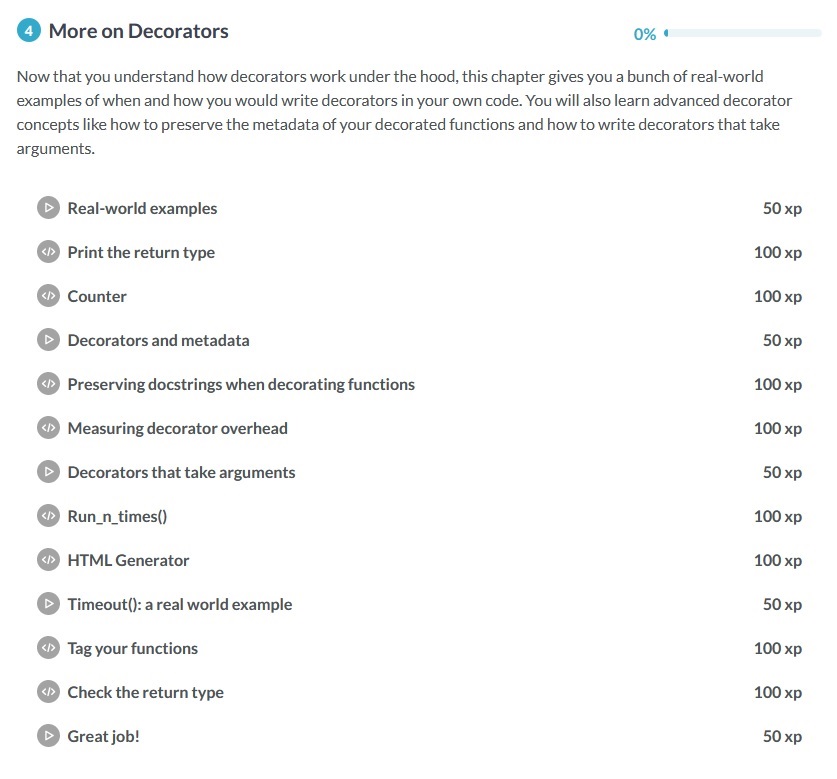 4 More on Decorators 0%
Now that you understand how decorators work under the hood, this chapter gives you a bunch of real-world
examples of when and how you would write decorators in your own code. You will also learn advanced decorator
concepts like how to preserve the metadata of your decorated functions and how to write decorators that take
arguments.
Real-world examples 50 xp
</> Print the return type 100 xp
</> Counter 100 xp
Decorators and metadata 50 xp
</> Preserving docstrings when decorating functions 100 xp
</> Measuring decorator overhead 100 xp
Decorators that take arguments 50 xp
</> Run_n_times() 100 xp
</> HTML Generator 100 xp
Timeout(): a real world example 50 xp
</> Tag your functions 100 xp
</> Check the return type 100 xp
Great job! 50 xp